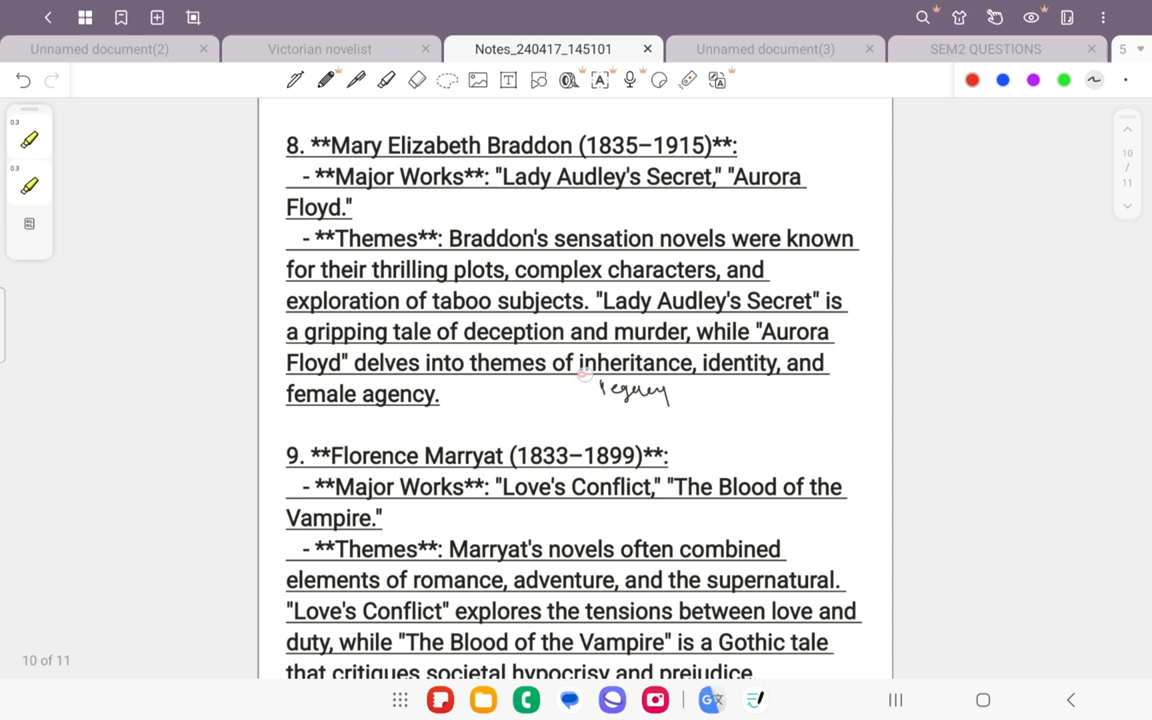 Unnamed document(2)
Victorian novelist
Notes_240417_145101
Unnamed document(3)
SEM2 QUESTIONS
5
0.3
0.3
10
/
11
8. **Mary Elizabeth Braddon (1835–1915)**:
- **Major Works**: "Lady Audley's Secret," "Aurora
Floyd."
- **Themes**: Braddon's sensation novels were known
for their thrilling plots, complex characters, and
exploration of taboo subjects. "Lady Audley's Secret" is
a gripping tale of deception and murder, while "Aurora
Floyd" delves into themes of inheritance, identity, and
female agency.
legacy
9. **Florence Marryat (1833–1899)**:
- **Major Works**: "Love's Conflict," "The Blood of the
Vampire."
- **Themes**: Marryat's novels often combined
elements of romance, adventure, and the supernatural.
"Love's Conflict" explores the tensions between love and
duty, while "The Blood of the Vampire" is a Gothic tale
that critiques societal hypocrisy and prejudice.
10 of 11